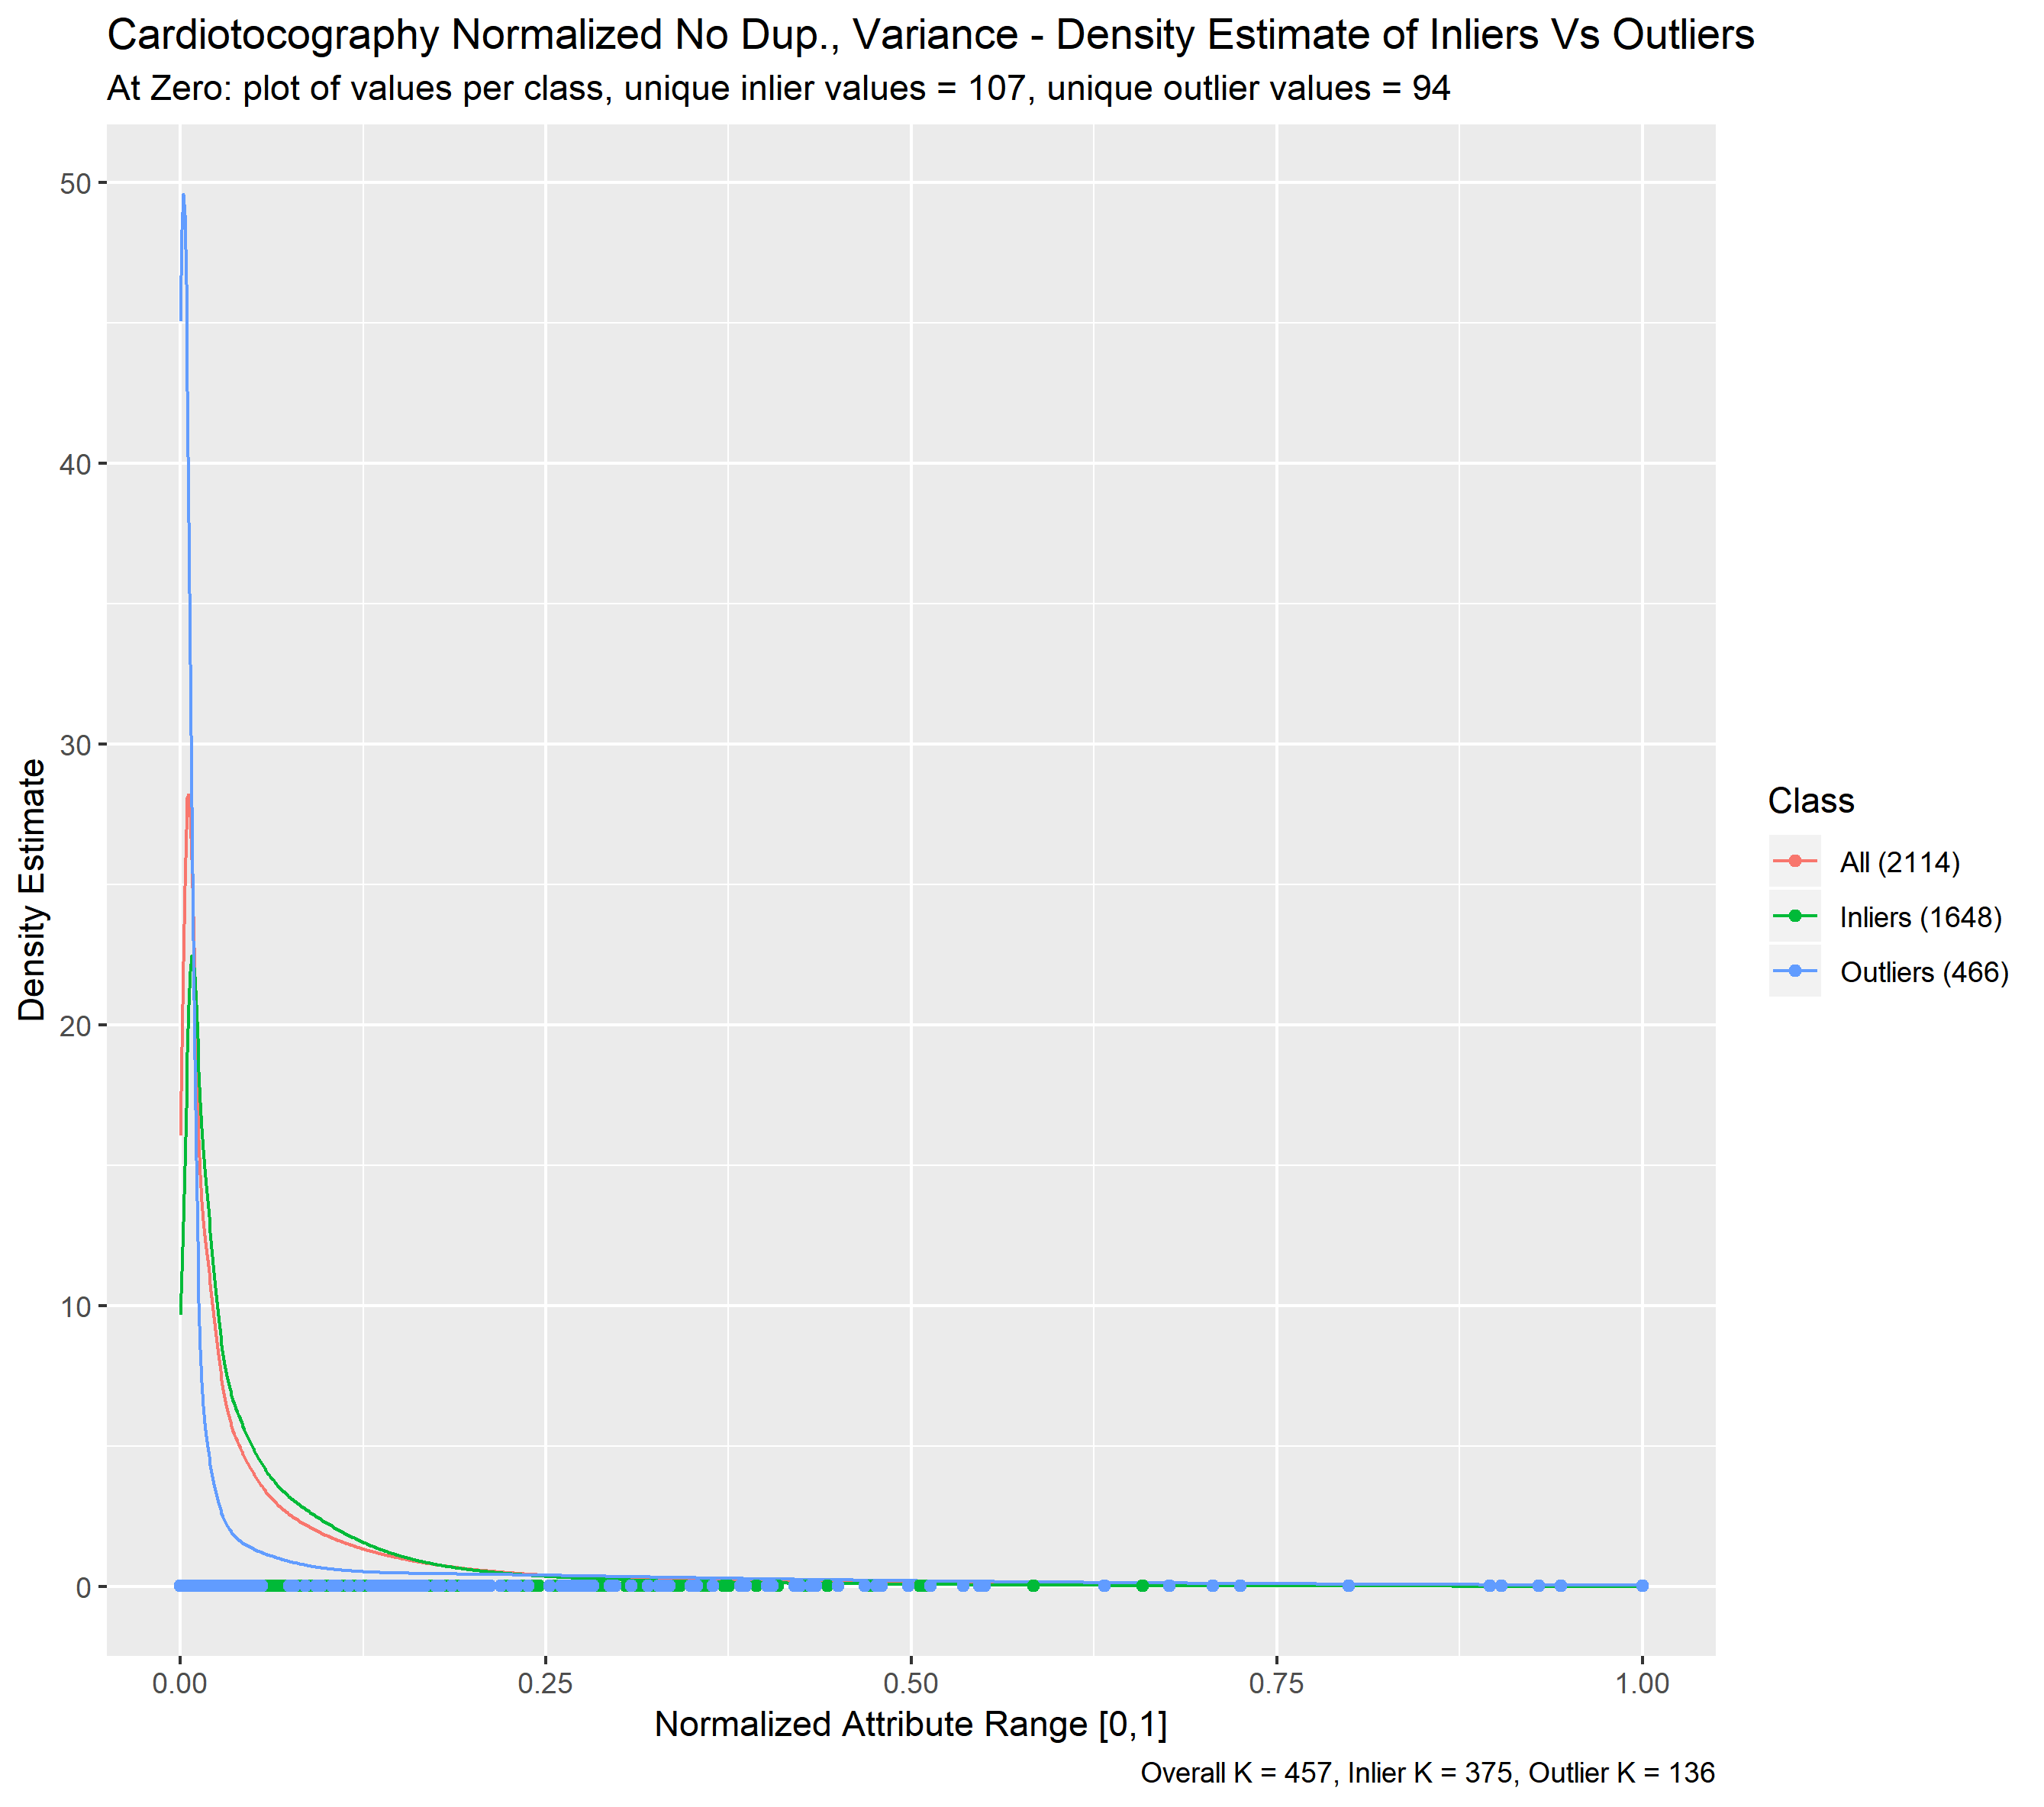 Cardiotocography Normalized No Dup., Variance - Density Estimate of Inliers Vs Outliers
At Zero: plot of values per class, unique inlier values = 107, unique outlier values = 94
50
40
30
20
10
0
Density Estimate
0.00
0.25
0.50
0.75
1.00
Normalized Attribute Range [0,1]
Overall K = 457, Inlier K = 375, Outlier K = 136
Class
All (2114)
Inliers (1648)
Outliers (466)